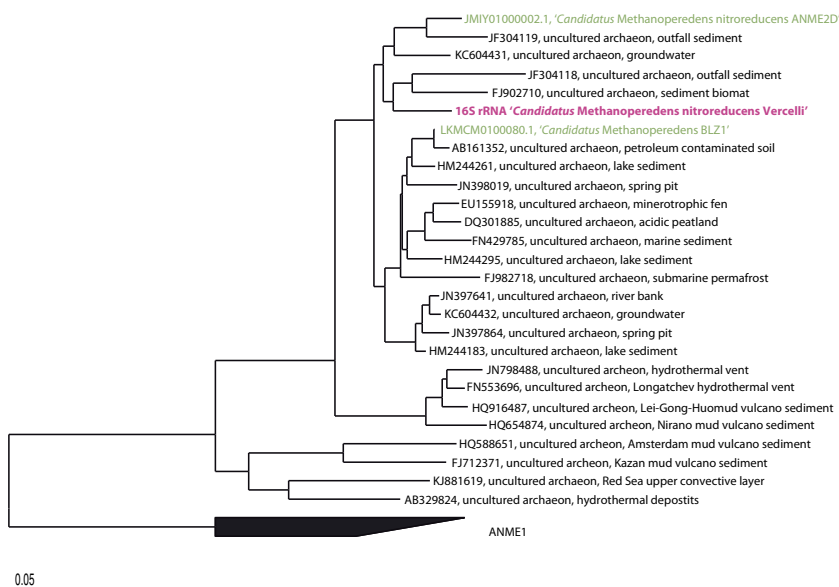 JMIY01000002.1, 'Candidatus Methanoperedens nitroreducens ANME2D
JF304119, uncultured archaeon, outfall sediment
KC604431, uncultured archaeon, groundwater
JF304118, uncultured archaeon, outfall sediment
FJ902710, uncultured archaeon, sediment biomat
16S rRNA 'Candidatus Methanoperedens nitroreducens Vercelli'
LKMCM0100080.1, 'Candidatus Methanoperedens BLZ1'
AB161352, uncultured archaeon, petroleum contaminated soil
HM244261, uncultured archaeon, lake sediment
JN398019, uncultured archaeon, spring pit
EU155918, uncultured archaeon, minerotrophic fen
DQ301885, uncultured archaeon, acidic peatland
FN429785, uncultured archaeon, marine sediment
HM244295, uncultured archaeon, lake sediment
FJ982718, uncultured archaeon, submarine permafrost
JN397641, uncultured archaeon, river bank
KC604432, uncultured archaeon, groundwater
JN397864, uncultured archaeon, spring pit
HM244183, uncultured archaeon, lake sediment
JN798488, uncultured archeon, hydrothermal vent
FN553696, uncultured archeon, Longatchev hydrothermal vent
HQ916487, uncultured archeon, Lei-Gong-Huomud vulcano sediment
HQ654874, uncultured archeon, Nirano mud vulcano sediment
HQ588651, uncultured archeon, Amsterdam mud vulcano sediment
FJ712371, uncultured archeon, Kazan mud vulcano sediment
KJ881619, uncultured archeon, Red Sea upper convective layer
AB329824, uncultured archaeon, hydrothermal depostits
ANME1
0.05